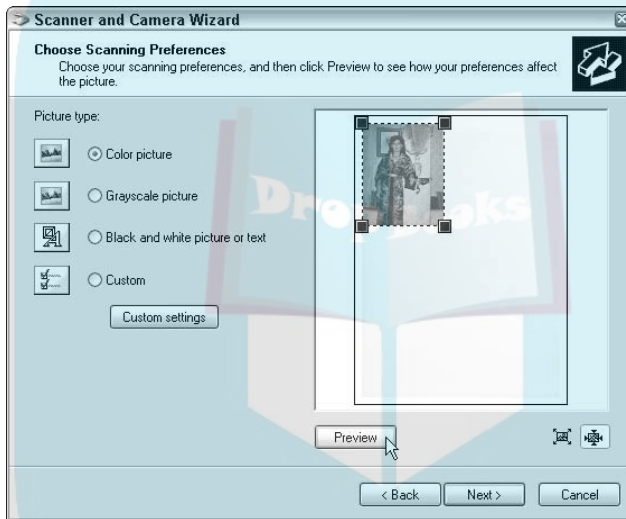 Scanner and Camera Wizard
Choose Scanning Preferences
Choose your scanning preferences, and then click Preview to see how your preferences affect
the picture.
Picture type:
Color picture
Grayscale picture
Black and white picture or text
Custom
Custom settings
Drop Books
Preview
< Back Next > Cancel